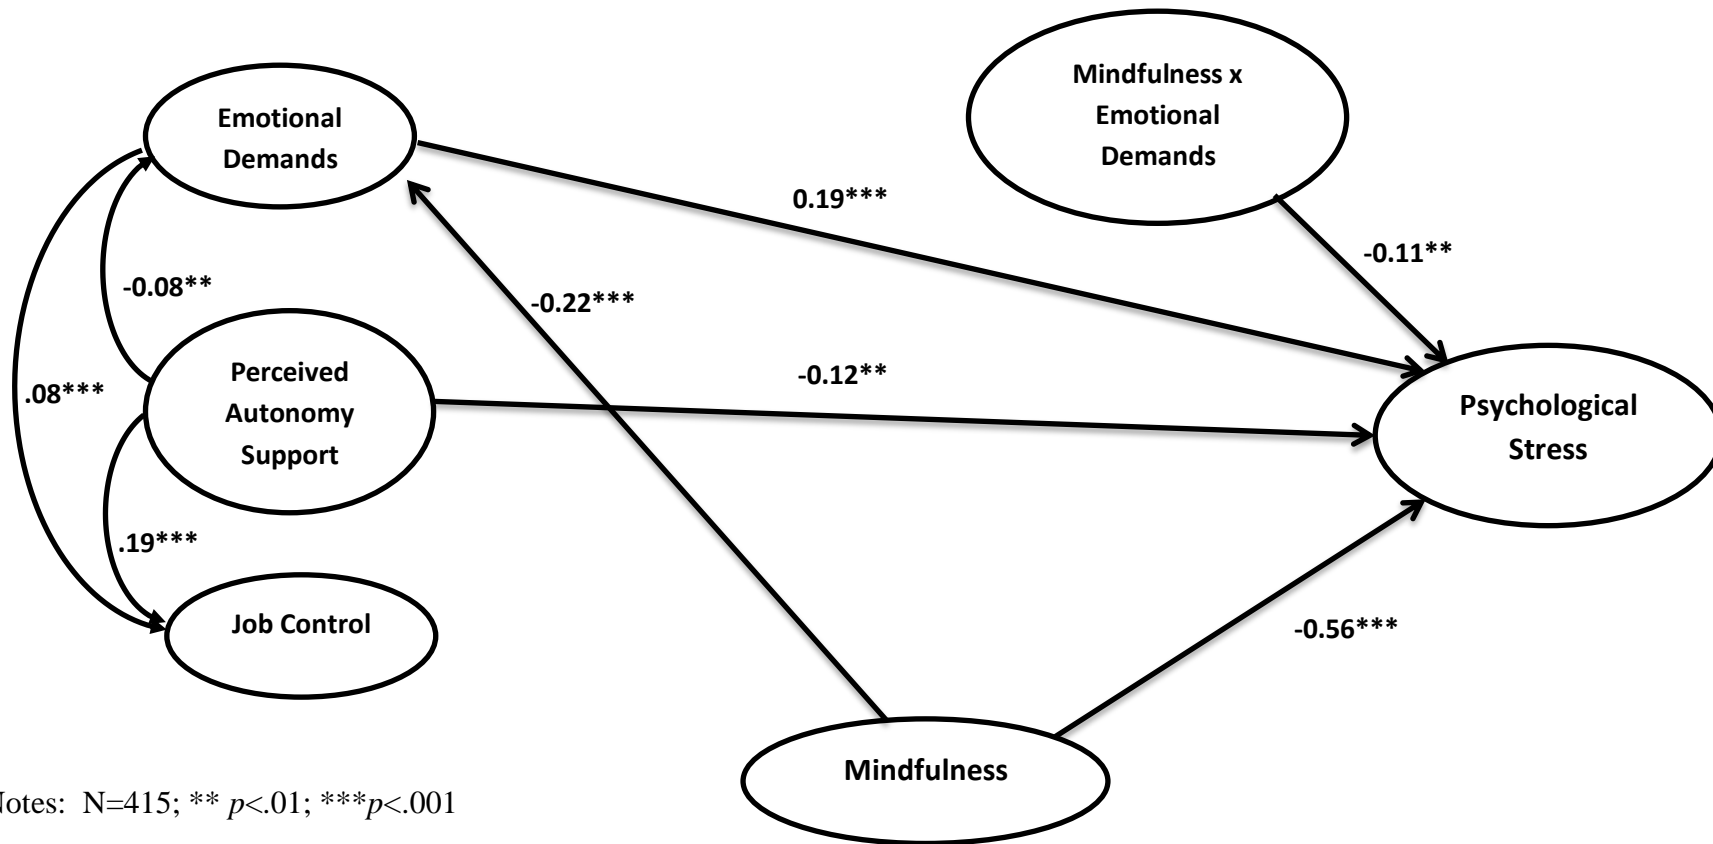 Mindfulness x
Emotional
Demands
Emotional
Demands
0.19***
-0.11**
-0.08**
-0.22***
Perceived
Autonomy
Support
.08***
-0.12**
Psychological
Stress
.19***
Job Control
-0.56***
Mindfulness
Notes: N=415; ** p<.01; ***p<.001